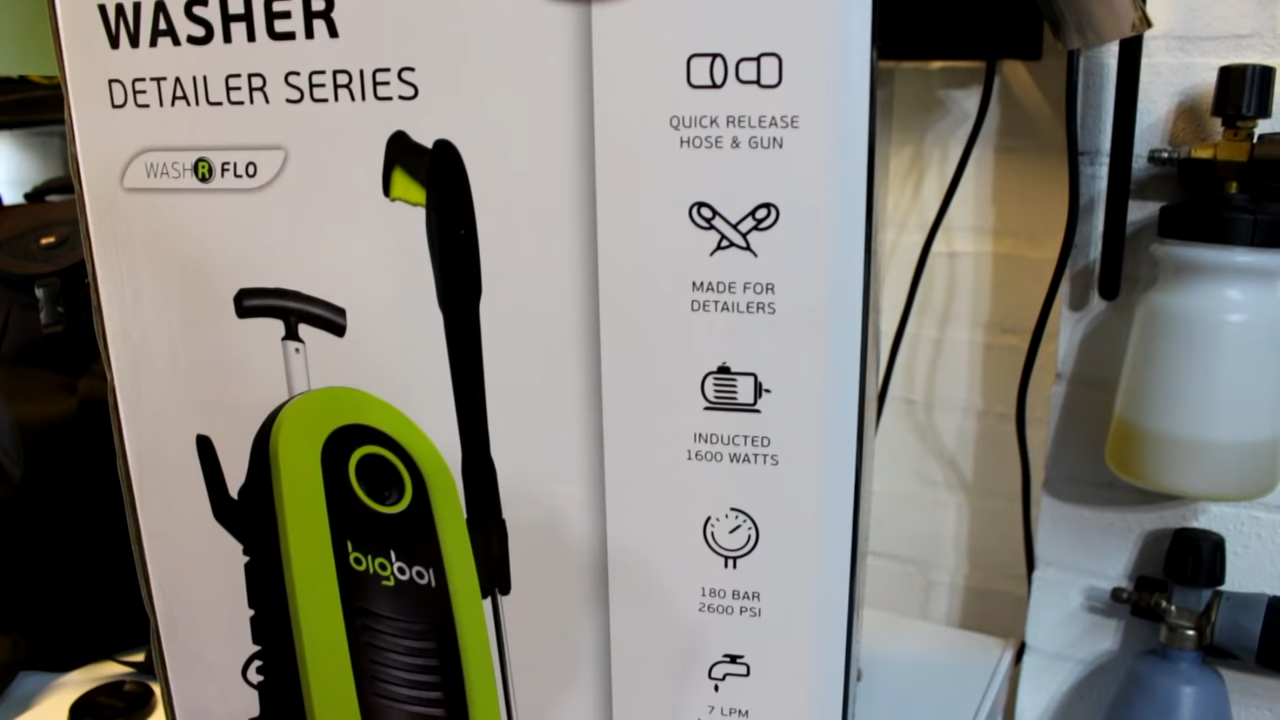 WASHER
DETAILER SERIES
WASHR FLO
bigboi
QUICK RELEASE
HOSE & GUN
MADE FOR
DETAILERS
INDUCTED
1600 WATTS
180 BAR
2600 PSI
7 LPM